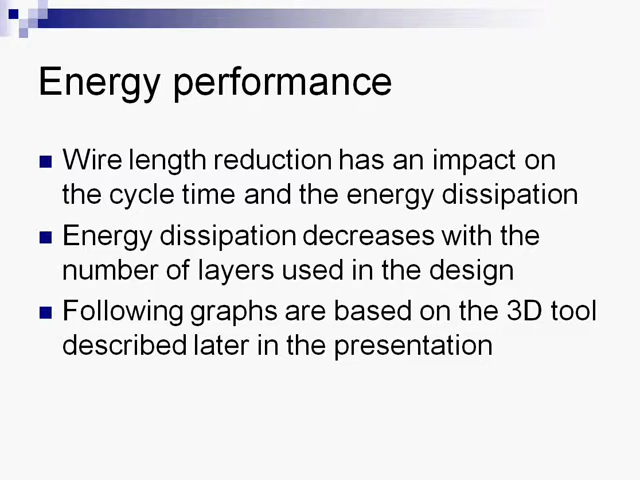 Energy performance
Wire length reduction has an impact on
the cycle time and the energy dissipation
Energy dissipation decreases with the
number of layers used in the design
Following graphs are based on the 3D tool
described later in the presentation